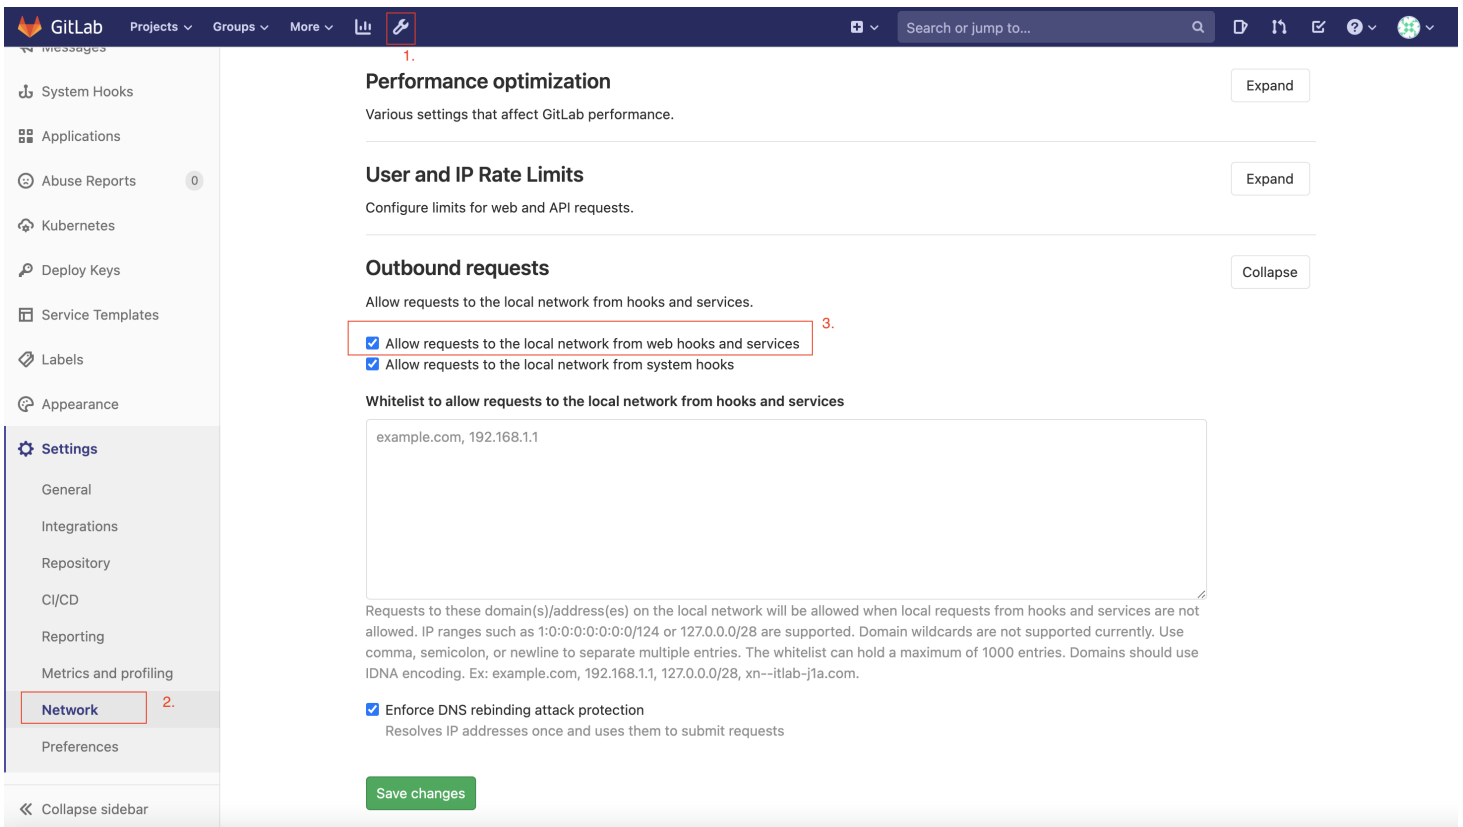 GitLab Projects Groups More Search or jump to...
1.
Messages
System Hooks
Applications
Abuse Reports 0
Kubernetes
Deploy Keys
Service Templates
Labels
Appearance
Settings
General
Integrations
Repository
CI/CD
Reporting
Metrics and profiling
Network 2.
Preferences
Collapse sidebar
Performance optimization Expand
Various settings that affect GitLab performance.
User and IP Rate Limits Expand
Configure limits for web and API requests.
Outbound requests Collapse
Allow requests to the local network from hooks and services.
3.
Allow requests to the local network from web hooks and services
Allow requests to the local network from system hooks
Whitelist to allow requests to the local network from hooks and services
example.com, 192.168.1.1
Requests to these domain(s)/address(es) on the local network will be allowed when local requests from hooks and services are not
allowed. IP ranges such as 1:0:0:0:0:0:0:0/124 or 127.0.0.0/28 are supported. Domain wildcards are not supported currently. Use
comma, semicolon, or newline to separate multiple entries. The whitelist can hold a maximum of 1000 entries. Domains should use
IDNA encoding. Ex: example.com, 192.168.1.1, 127.0.0.0/28, xn--itlab-j1a.com.
Enforce DNS rebinding attack protection
Resolves IP addresses once and uses them to submit requests
Save changes